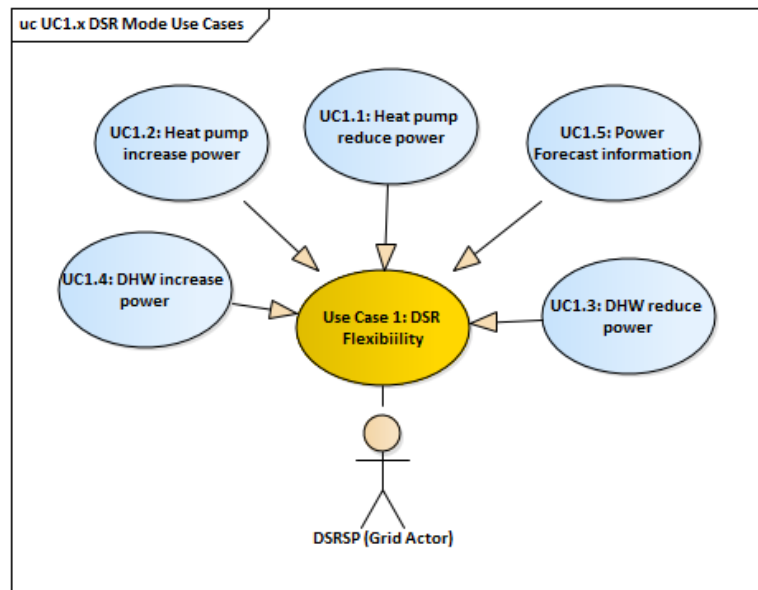 uc UC1.x DSR Mode Use Cases
UC1.1: Heat pump
reduce power
UC1.2: Heat pump
increase power
UC1.5: Power
Forecast information
UC1.4: DHW increase
power
UC1.3: DHW reduce
power
Use Case 1: DSR
Flexibiility
DSRSP (Grid Actor)